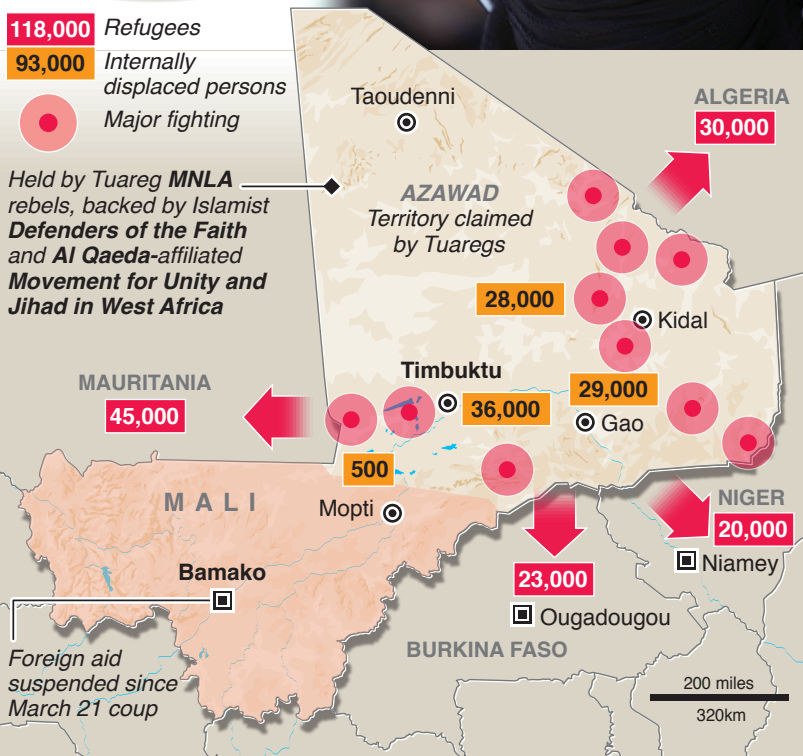 118,000 Refugees
93,000 Internally
displaced persons
Major fighting
Held by Tuareg MNLA
rebels, backed by Islamist
Defenders of the Faith
and Al Qaeda-affiliated
Movement for Unity and
Jihad in West Africa
Taoudenni
ALGERIA
30,000
AZAWAD
Territory claimed
by Tuaregs
28,000
Kidal
Timbuktu
36,000
29,000
Gao
MAURITANIA
45,000
500
MALI
Mopti
Bamako
NIGER
20,000
Niamey
23,000
Ougadougou
BURKINA FASO
Foreign aid
suspended since
March 21 coup
200 miles
320km